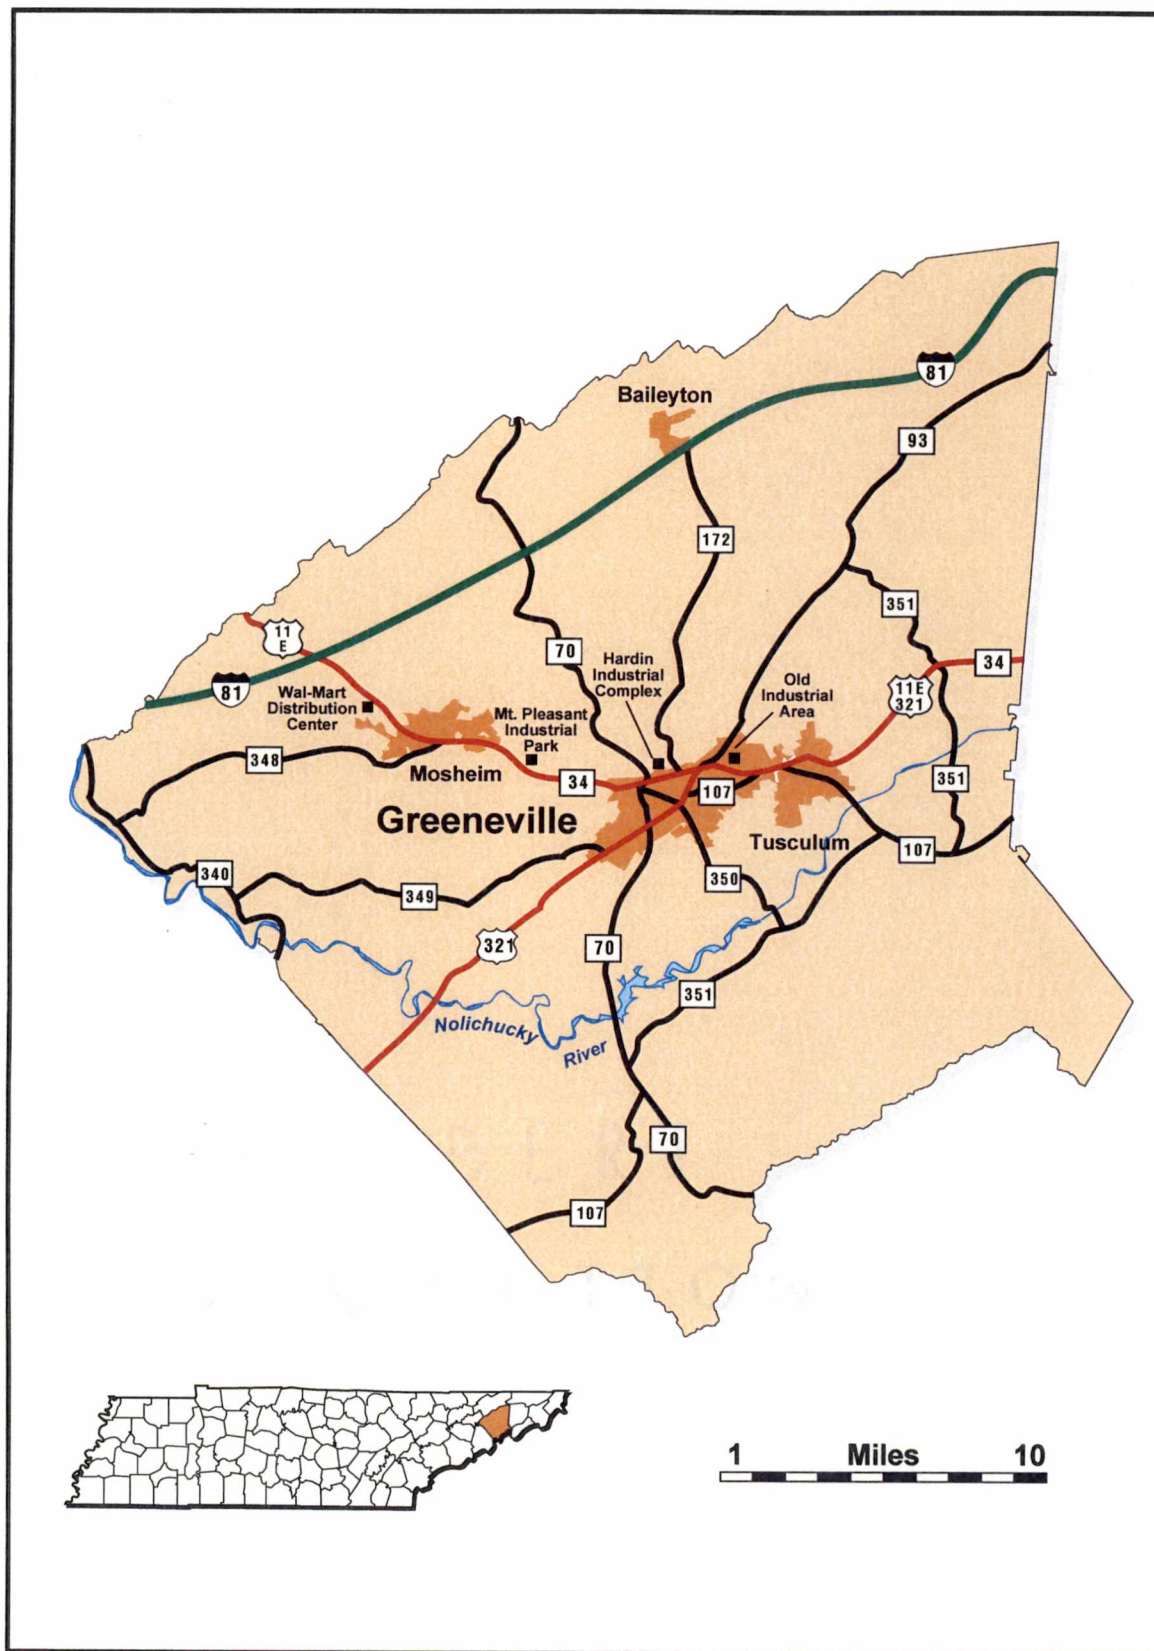 81
Baileyton
93
172
351
11
E
70
Hardin
Industrial
Complex
34
Old
Industrial
Area
11E
321
81
Wal-Mart
Distribution
Center
Mt. Pleasant
Industrial
Park
348
Mosheim
34
107
351
Greeneville
Tusculum
107
340
349
350
321
70
351
Nolichucky
River
70
107
1 Miles 10